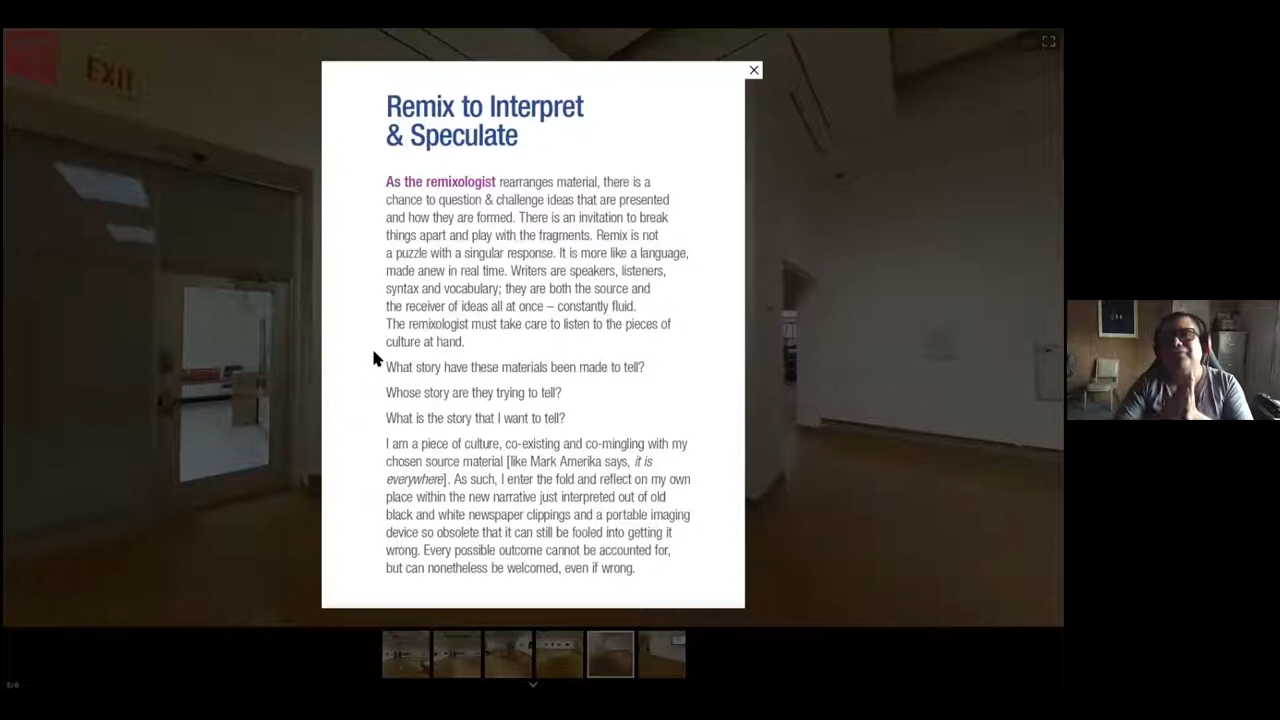 EXIT
Remix to Interpret
& Speculate
As the remixologist rearranges material, there is a
chance to question & challenge ideas that are presented
and how they are formed. There is an invitation to break
things apart and play with the fragments. Remix is not
a puzzle with a singular response. It is more like a language,
made anew in real time. Writers are speakers, listeners,
syntax and vocabulary; they are both the source and
the receiver of ideas all at once – constantly fluid.
The remixologist must take care to listen to the pieces of
culture at hand.
What story have these materials been made to tell?
Whose story are they trying to tell?
What is the story that I want to tell?
I am a piece of culture, co-existing and co-mingling with my
chosen source material [like Mark Amerika says, it is
everywhere]. As such, I enter the fold and reflect on my own
place within the new narrative just interpreted out of old
black and white newspaper clippings and a portable imaging
device so obsolete that it can still be fooled into getting it
wrong. Every possible outcome cannot be accounted for,
but can nonetheless be welcomed, even if wrong.
5/6